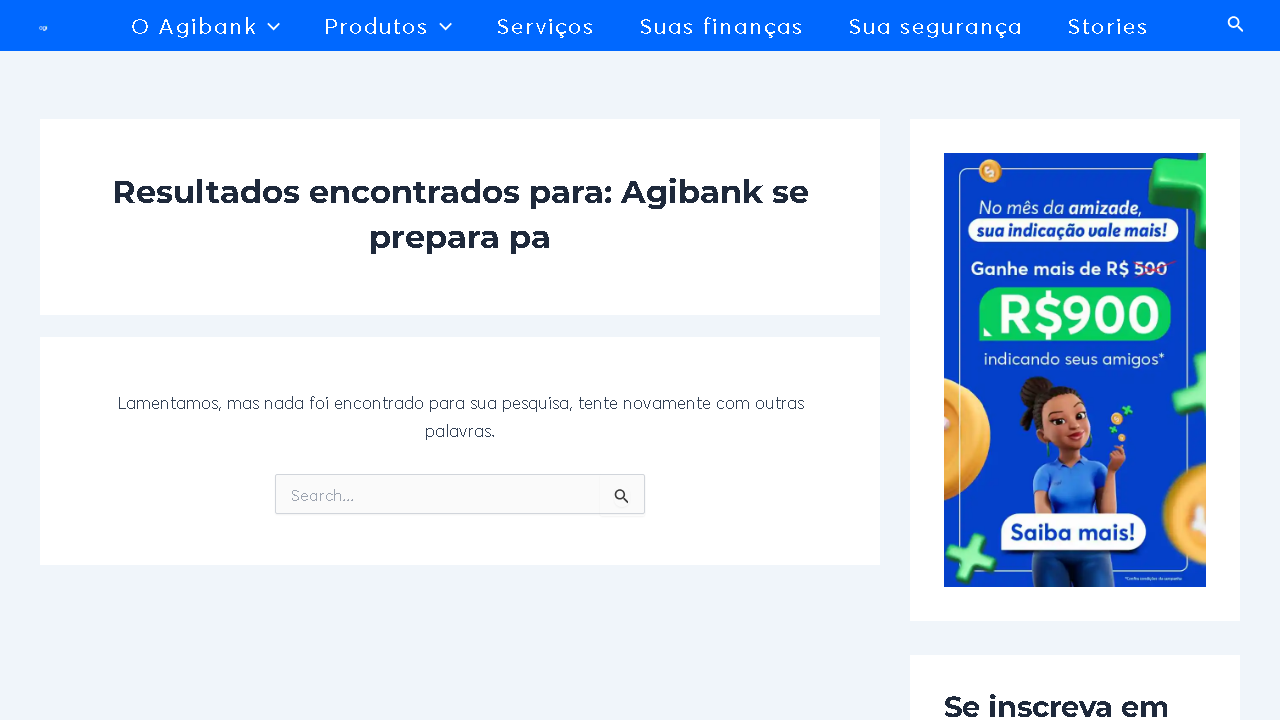 agi
O Agibank
Produtos
Serviços
Suas finanças
Sua segurança
Stories
Resultados encontrados para: Agibank se
prepara pa
Lamentamos, mas nada foi encontrado para sua pesquisa, tente novamente com outras
palavras.
Search...
No mês da amizade,
sua indicação vale mais!
Ganhe mais de R$ 500
R$900
indicando seus amigos*
Saiba mais!
*Confira condições da campanha
Se inscreva em